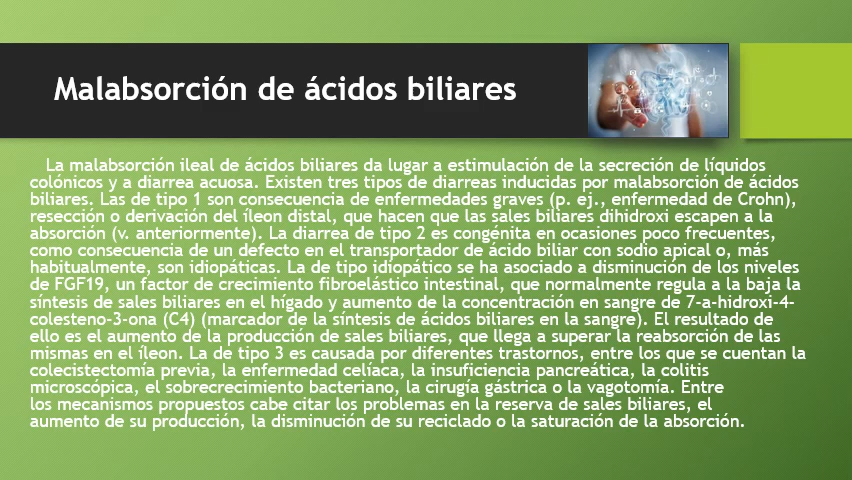 Malabsorción de ácidos biliares
La malabsorción ileal de ácidos biliares da lugar a estimulación de la secreción de líquidos
colónicos y a diarrea acuosa. Existen tres tipos de diarreas inducidas por malabsorción de ácidos
biliares. Las de tipo 1 son consecuencia de enfermedades graves (p. ej., enfermedad de Crohn),
resección o derivación del íleon distal, que hacen que las sales biliares dihidroxi escapen a la
absorción (v. anteriormente). La diarrea de tipo 2 es congénita en ocasiones poco frecuentes,
como consecuencia de un defecto en el transportador de ácido biliar con sodio apical o, más
habitualmente, son idiopáticas. La de tipo idiopático se ha asociado a disminución de los niveles
de FGF19, un factor de crecimiento fibroelástico intestinal, que normalmente regula a la baja la
síntesis de sales biliares en el hígado y aumento de la concentración en sangre de 7-a-hidroxi-4-
colesteno-3-ona (C4) (marcador de la síntesis de ácidos biliares en la sangre). El resultado de
ello es el aumento de la producción de sales biliares, que llega a superar la reabsorción de las
mismas en el íleon. La de tipo 3 es causada por diferentes trastornos, entre los que se cuentan la
colecistectomía previa, la enfermedad celíaca, la insuficiencia pancreática, la colitis
microscópica, el sobrecrecimiento bacteriano, la cirugía gástrica o la vagotomía. Entre
los mecanismos propuestos cabe citar los problemas en la reserva de sales biliares, el
aumento de su producción, la disminución de su reciclado o la saturación de la absorción.